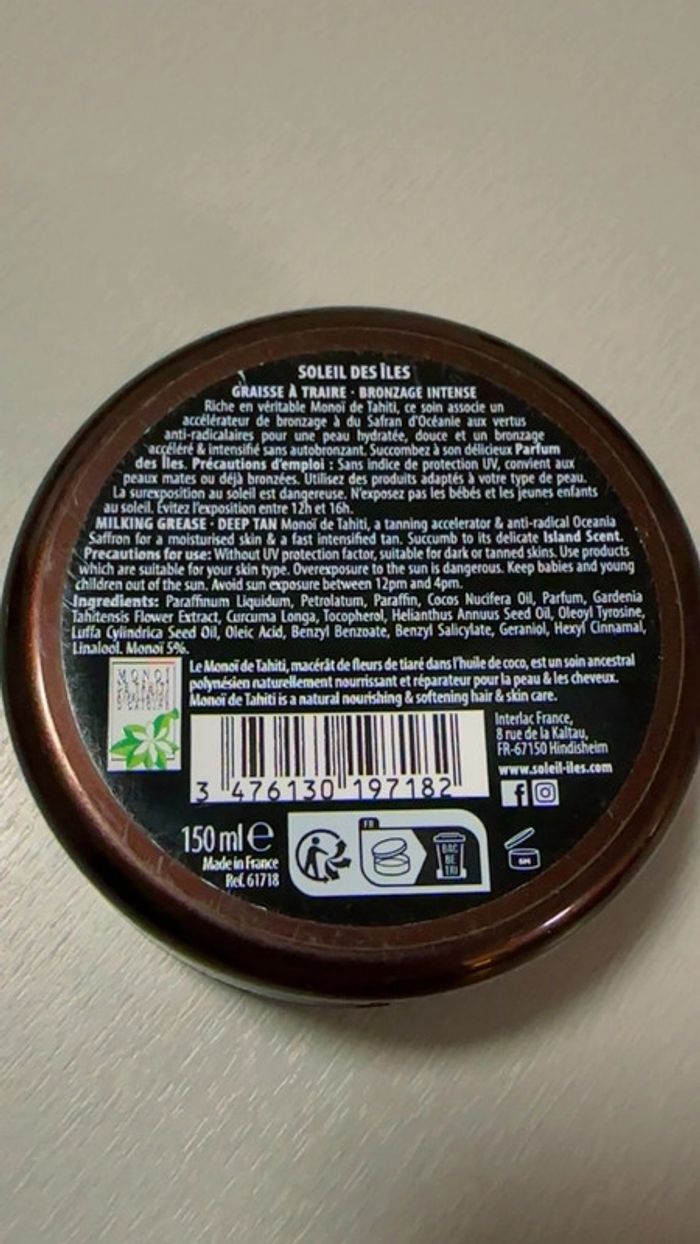 SOLEIL DES ÎLES
GRAISSE À TRAIRE · BRONZAGE INTENSE
Riche en véritable Monoï de Tahiti, ce soin associe un
accélérateur de bronzage à du Safran d'Océanie aux vertus
anti-radicalaires pour une peau hydratée, douce et un bronzage
accéléré & intensifié sans autobronzant. Succombez à son délicieux Parfum
des Îles. Précautions d'emploi : Sans indice de protection UV, convient aux
peaux mates ou déjà bronzées. Utilisez des produits adaptés à votre type de peau.
La surexposition au soleil est dangereuse. N'exposez pas les bébés et les jeunes enfants
au soleil. Évitez l'exposition entre 12h et 16h.
MILKING GREASE · DEEP TAN Monoï de Tahiti, a tanning accelerator & anti-radical Oceania
Saffron for a moisturised skin & a fast intensified tan. Succumb to its delicate Island Scent.
Precautions for use: Without UV protection factor, suitable for dark or tanned skins. Use products
which are suitable for your skin type. Overexposure to the sun is dangerous. Keep babies and young
children out of the sun. Avoid sun exposure between 12pm and 4pm.
Ingredients: Paraffinum Liquidum, Petrolatum, Paraffin, Cocos Nucifera Oil, Parfum, Gardenia
Tahitensis Flower Extract, Curcuma Longa, Tocopherol, Helianthus Annuus Seed Oil, Oleoyl Tyrosine,
Luffa Cylindrica Seed Oil, Oleic Acid, Benzyl Benzoate, Benzyl Salicylate, Geraniol, Hexyl Cinnamal,
Linalool. Monoï 5%.
MONOÏ
Le Monoï de Tahiti, macérât de fleurs de tiaré dans l'huile de coco, est un soin ancestral
polynésien naturellement nourrissant et réparateur pour la peau & les cheveux.
Monoï de Tahiti is a natural nourishing & softening hair & skin care.
3 476130 197182
Interlac France,
8 rue de la Kaltau,
FR-67150 Hindisheim
www.soleil-iles.com
150 ml e
Made in France
Ref. 61718
FR
BAC
DE
TRI
6M